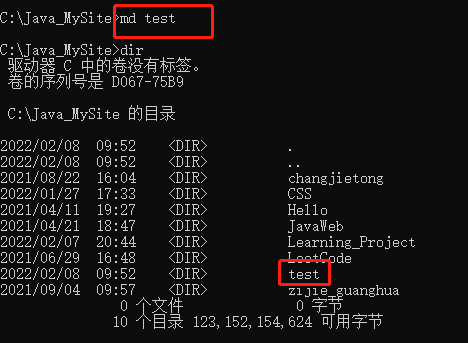 C:\Java_MySite>md test
C:\Java_MySite>dir
驱动器 C 中的卷没有标签。
卷的序列号是 D067-75B9
C:\Java_MySite 的目录
2022/02/08 09:52 <DIR> .
2022/02/08 09:52 <DIR> ..
2021/08/22 16:04 <DIR> changjietong
2022/01/27 17:33 <DIR> CSS
2021/04/11 19:27 <DIR> Hello
2021/04/21 18:47 <DIR> JavaWeb
2022/02/07 20:44 <DIR> Learning_Project
2021/06/29 16:48 <DIR> LeetCode
2022/02/08 09:52 <DIR> test
2021/09/04 09:57 <DIR> zijie_guanghua
0 个文件 0 字节
10 个目录 123,152,154,624 可用字节